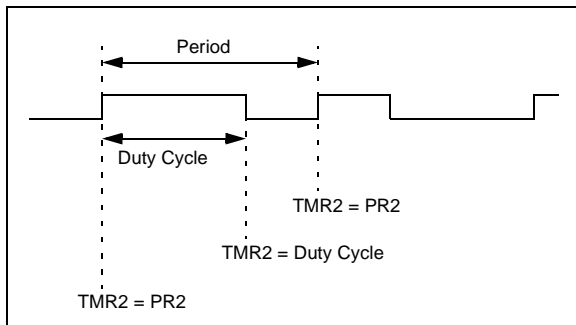 Period
Duty Cycle
TMR2 = PR2
TMR2 = Duty Cycle
TMR2 = PR2